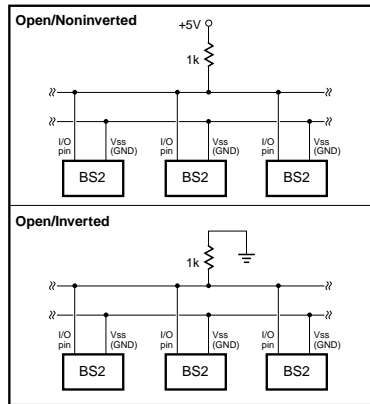 Open/Noninverted
+5V
1k
I/O pin
Vss (GND)
I/O pin
Vss (GND)
I/O pin
Vss (GND)
BS2
BS2
BS2
Open/Inverted
1k
I/O pin
Vss (GND)
I/O pin
Vss (GND)
I/O pin
Vss (GND)
BS2
BS2
BS2